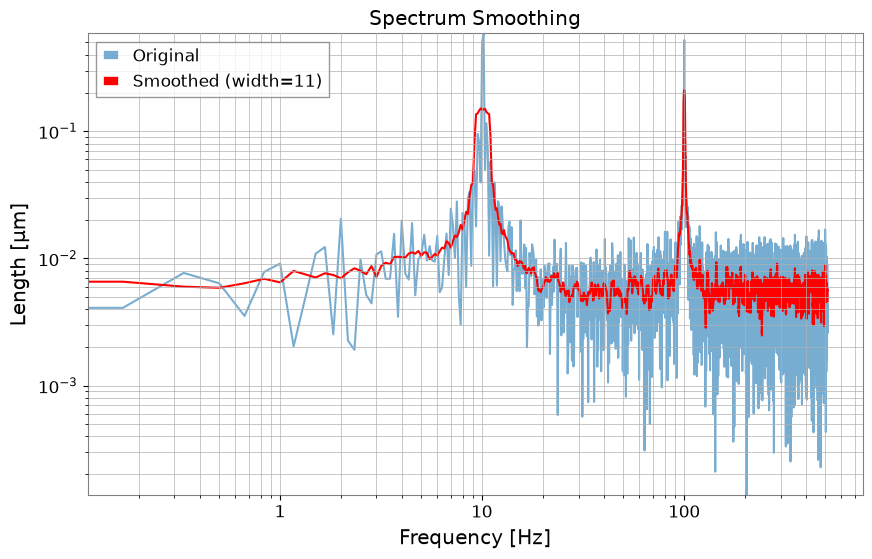 Spectrum Smoothing
Original
Smoothed (width=11)
10⁻¹
10⁻²
10⁻³
Length [µm]
1
10
100
Frequency [Hz]